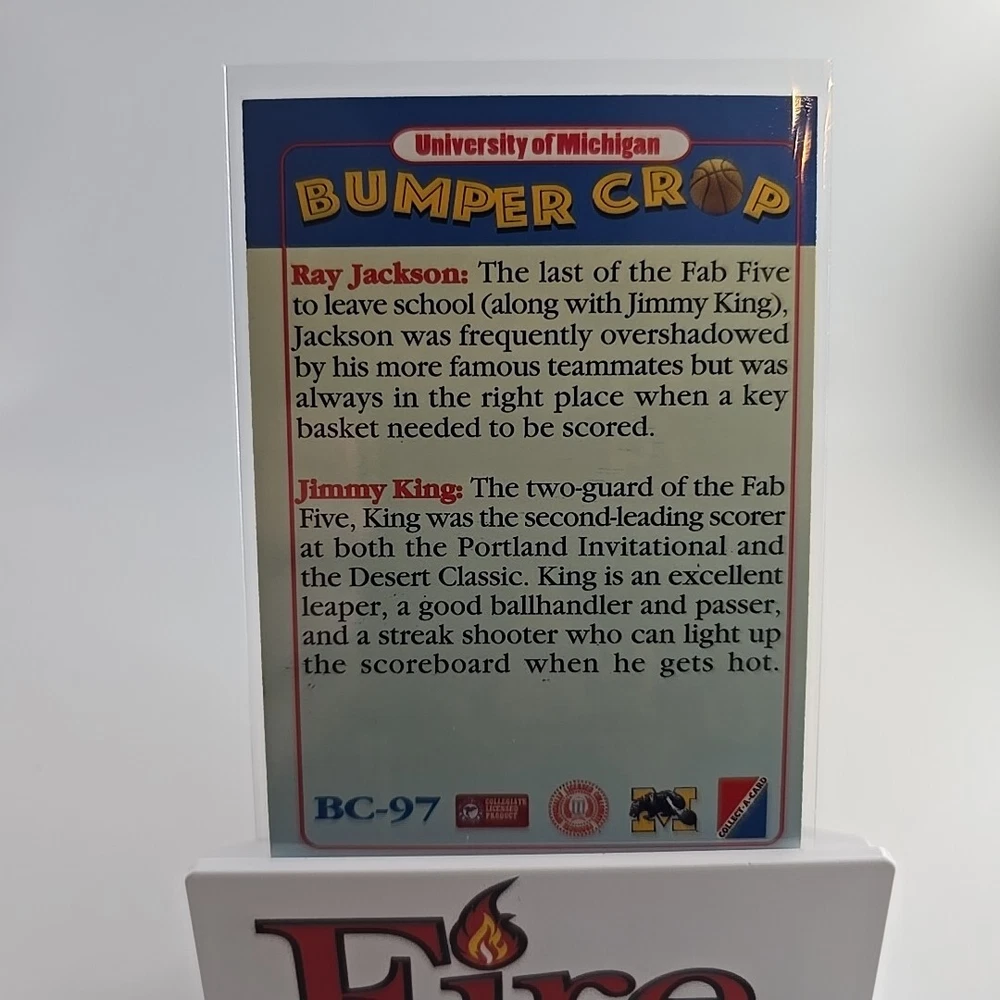 University of Michigan
BUMPER CROP
Ray Jackson: The last of the Fab Five
to leave school (along with Jimmy King),
Jackson was frequently overshadowed
by his more famous teammates but was
always in the right place when a key
basket needed to be scored.
Jimmy King: The two-guard of the Fab
Five, King was the second-leading scorer
at both the Portland Invitational and
the Desert Classic. King is an excellent
leaper, a good ballhandler and passer,
and a streak shooter who can light up
the scoreboard when he gets hot.
BC-97
COLLEGIATE
LICENSED
PRODUCT
M
COLLECT-A-CARD
Fire